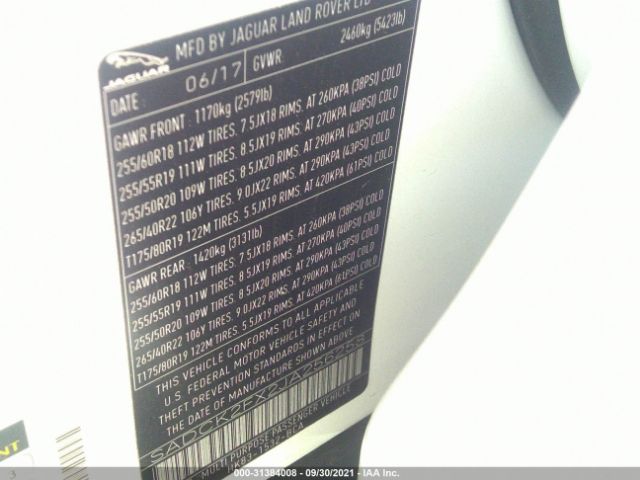 JAGUAR
MFD BY JAGUAR LAND ROVER LTD
DATE: 06/17 GVWR 2460kg (5423lb)
GAWR FRONT : 1170kg (2579lb)
255/60R18 112W TIRES. 7 5JX18 RIMS. AT 260KPA (38PSI) COLD
255/55R19 111W TIRES. 8 5JX19 RIMS. AT 270KPA (40PSI) COLD
255/50R20 109W TIRES. 8 5JX20 RIMS. AT 290KPA (43PSI) COLD
265/40R22 106Y TIRES. 9 0JX22 RIMS. AT 290KPA (43PSI) COLD
T175/80R19 122M TIRES. 5 5JX19 RIMS. AT 420KPA (61PSI) COLD
GAWR REAR : 1420kg (3131lb)
255/60R18 112W TIRES. 7 5JX18 RIMS. AT 260KPA (38PSI) COLD
255/55R19 111W TIRES. 8 5JX19 RIMS. AT 270KPA (40PSI) COLD
255/50R20 109W TIRES. 8 5JX20 RIMS. AT 290KPA (43PSI) COLD
265/40R22 106Y TIRES. 9 0JX22 RIMS. AT 290KPA (43PSI) COLD
T175/80R19 122M TIRES. 5 5JX19 RIMS. AT 420KPA (61PSI) COLD
THIS VEHICLE CONFORMS TO ALL APPLICABLE
U.S. FEDERAL MOTOR VEHICLE SAFETY AND
THEFT PREVENTION STANDARDS IN EFFECT ON
THE DATE OF MANUFACTURE SHOWN ABOVE.
SADCK2FX2JA256258
MULTI PURPOSE PASSENGER VEHICLE
3
000-31384008 - 09/30/2021 - IAA Inc.